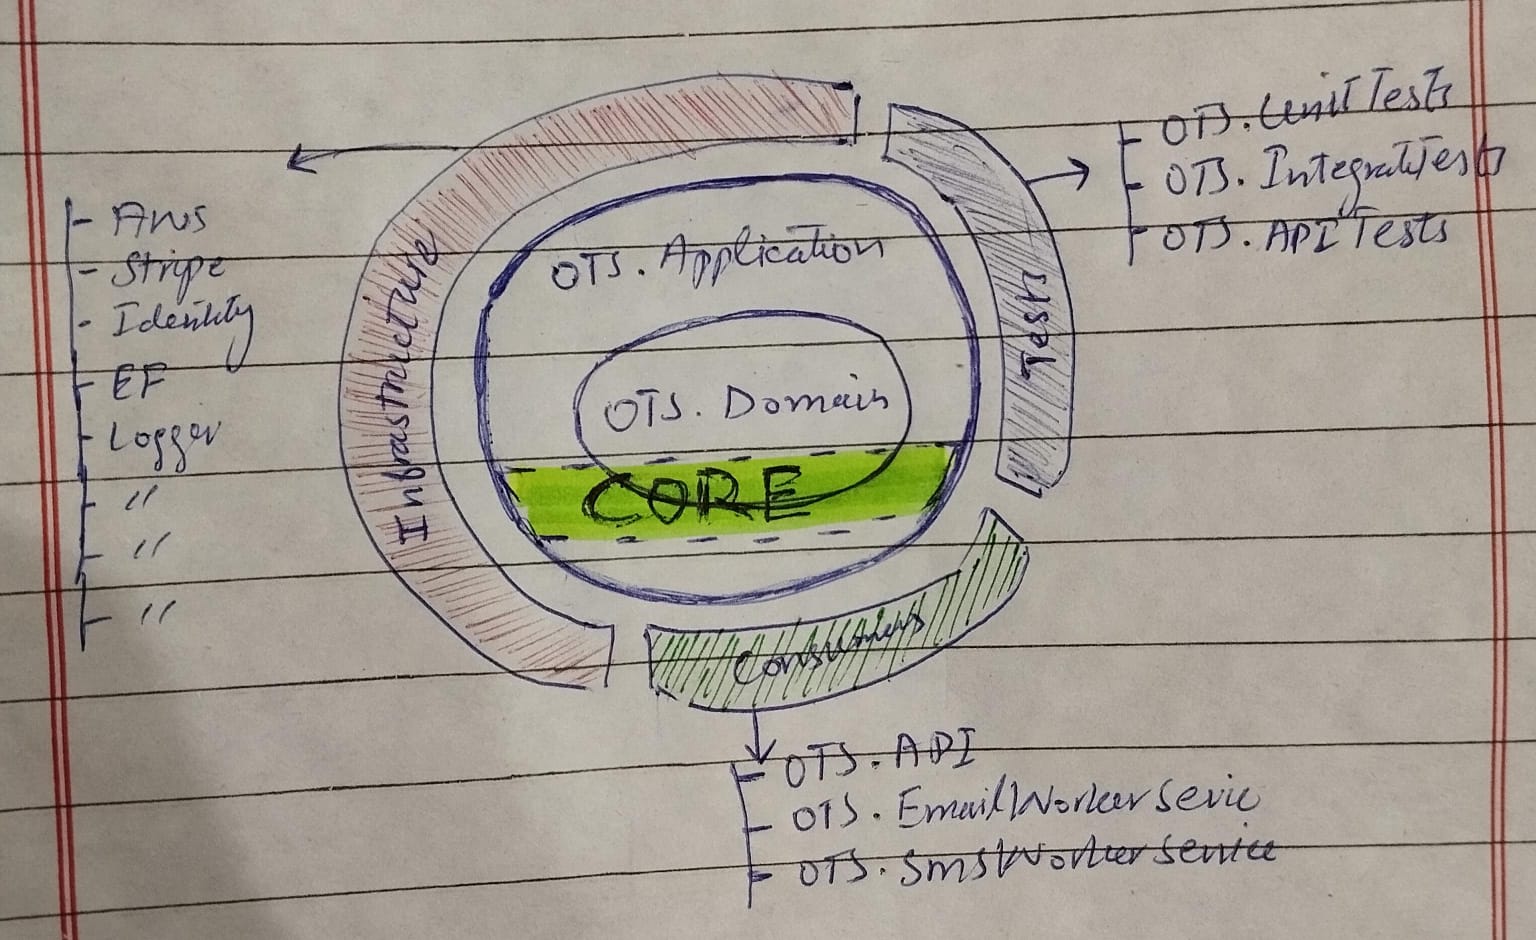 OTS. UnitTests
OTS. IntegratiTests
OTS. API Tests
Aws
Stripe
Identity
EF
Logger
"
"
"
Infrastructure
OTS. Application
OTS. Domain
CORE
Tests
Consumers
OTS. API
OTS. EmailWorker Sevic
OTS. SmsWorker Service